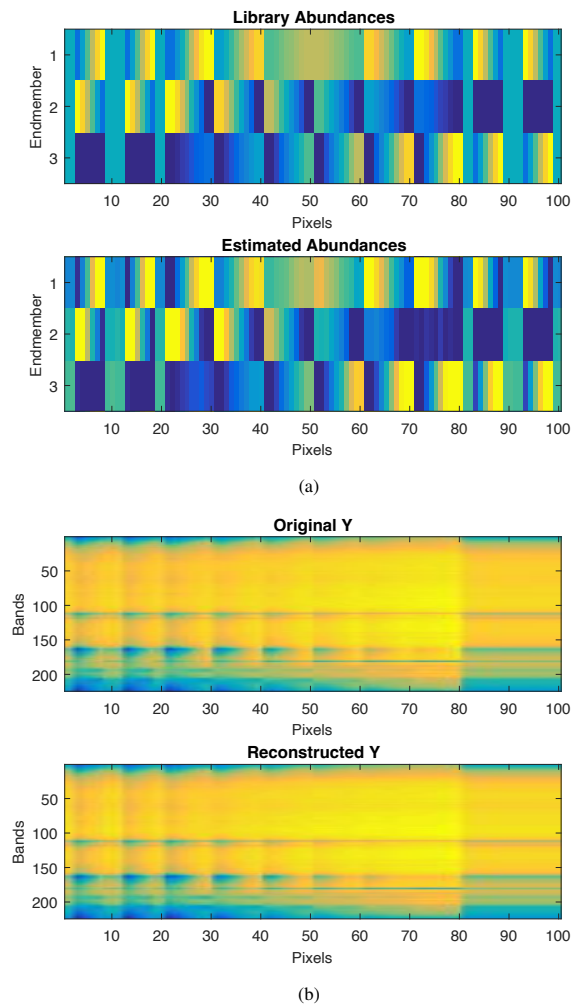 Library Abundances
Endmember
1
2
3
10 20 30 40 50 60 70 80 90 100
Pixels
Estimated Abundances
Endmember
1
2
3
10 20 30 40 50 60 70 80 90 100
Pixels
(a)
Original Y
Bands
50
100
150
200
10 20 30 40 50 60 70 80 90 100
Pixels
Reconstructed Y
Bands
50
100
150
200
10 20 30 40 50 60 70 80 90 100
Pixels
(b)